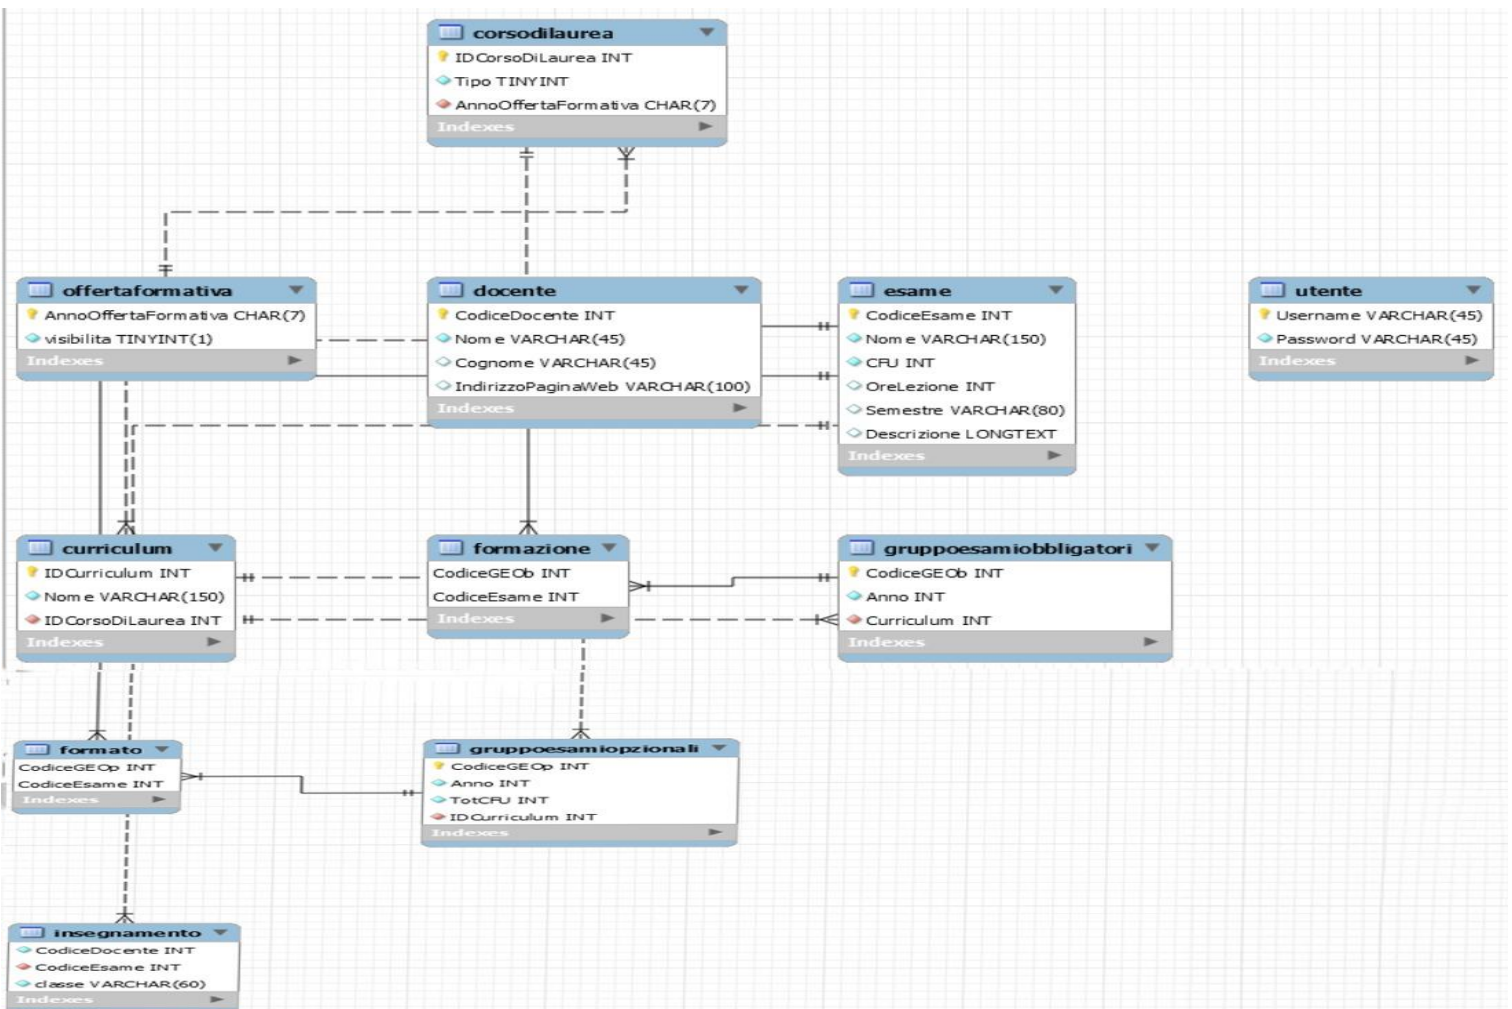 corsodilaurea
IDCorsoDiLaurea INT
Tipo TINYINT
AnnoOffertaFormativa CHAR(7)
Indexes
offertaformativa
AnnoOffertaFormativa CHAR(7)
visibilita TINYINT(1)
Indexes
docente
CodiceDocente INT
Nome VARCHAR(45)
Cognome VARCHAR(45)
IndirizzoPaginaWeb VARCHAR(100)
Indexes
esame
CodiceEsame INT
Nome VARCHAR(150)
CFU INT
OreLezione INT
Semestre VARCHAR(80)
Descrizione LONGTEXT
Indexes
utente
Username VARCHAR(45)
Password VARCHAR(45)
Indexes
curriculum
IDCurriculum INT
Nome VARCHAR(150)
IDCorsoDiLaurea INT
Indexes
formazione
CodiceGEOb INT
CodiceEsame INT
Indexes
gruppoesamiobbligatori
CodiceGEOb INT
Anno INT
Curriculum INT
Indexes
formato
CodiceGEOp INT
CodiceEsame INT
Indexes
gruppoesamiopzionali
CodiceGEOp INT
Anno INT
TotCFU INT
IDCurriculum INT
Indexes
insegnamento
CodiceDocente INT
CodiceEsame INT
classe VARCHAR(60)
Indexes